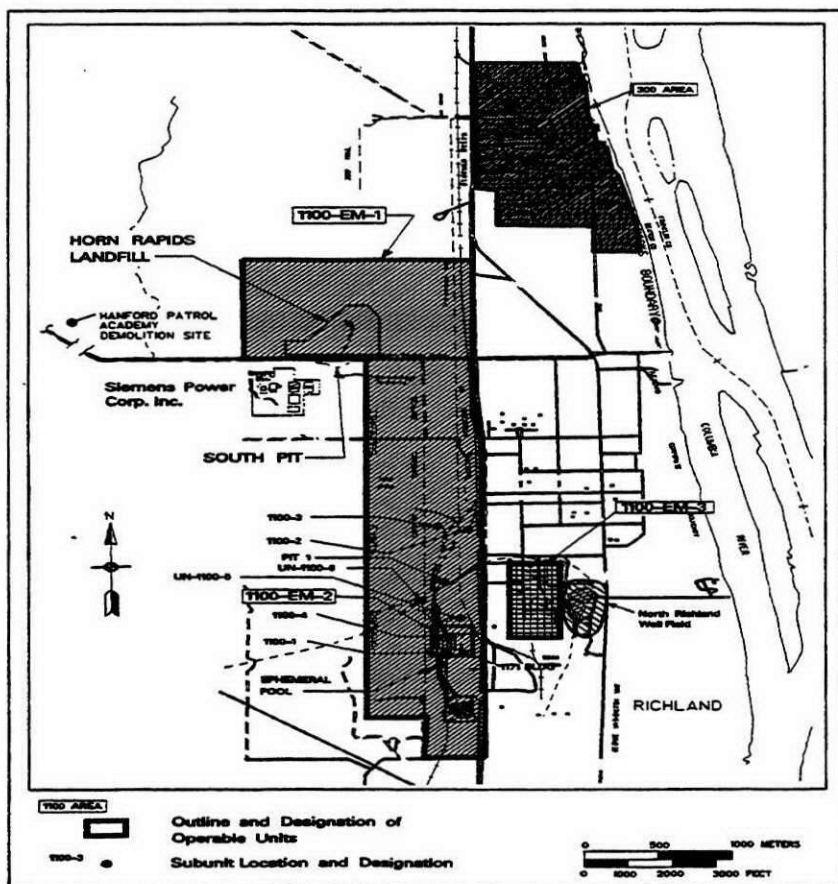 300 AREA
1100-EM-1
HORN RAPIDS
LANDFILL
HANFORD PATROL
ACADEMY
DEMOLITION SITE
BOUNDARY
Siemens Power
Corp. Inc.
SOUTH PIT
COLUMBIA
RIVER
N
1100-3
1100-2
PIT 1
UN-1100-6
UN-1100-5
1100-EM-3
1100-EM-2
1100-4
1100-1
North Richland
Well Field
1171 BLDG
EPHEMERAL
POOL
RICHLAND
1100 AREA
Outline and Designation of
Operable Units
1100-3
Subunit Location and Designation
0 500 1000 METERS
0 1000 2000 3000 FEET